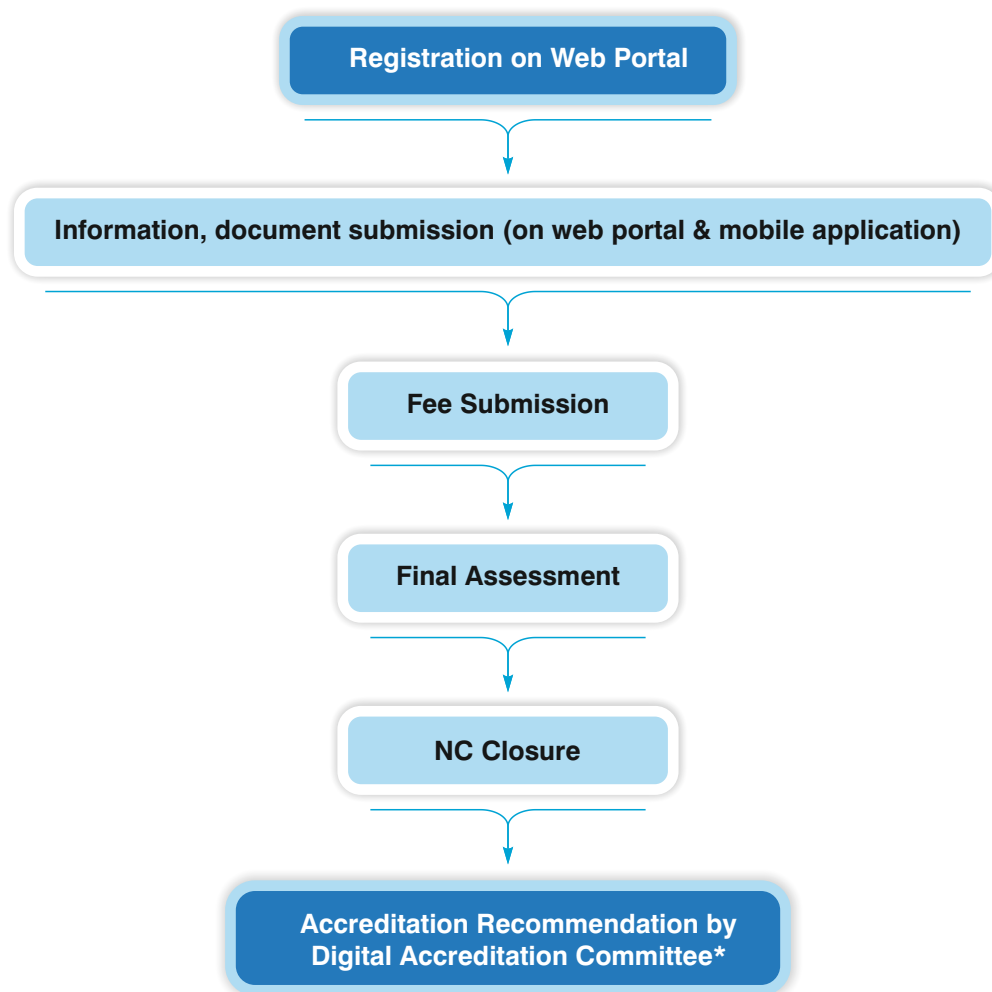 Registration on Web Portal
Information, document submission (on web portal & mobile application)
Fee Submission
Final Assessment
NC Closure
Accreditation Recommendation by
Digital Accreditation Committee*